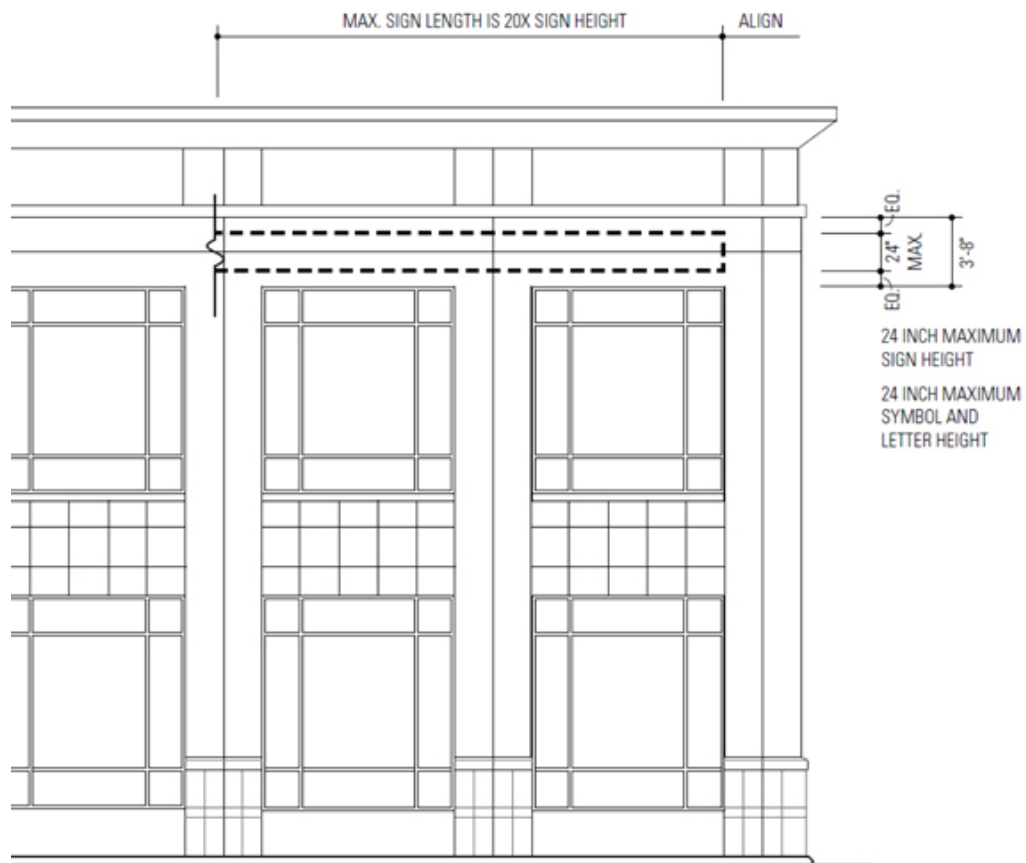 MAX. SIGN LENGTH IS 20X SIGN HEIGHT
ALIGN
EQ.
24"
MAX.
3'-8"
EQ.
24 INCH MAXIMUM
SIGN HEIGHT
24 INCH MAXIMUM
SYMBOL AND
LETTER HEIGHT